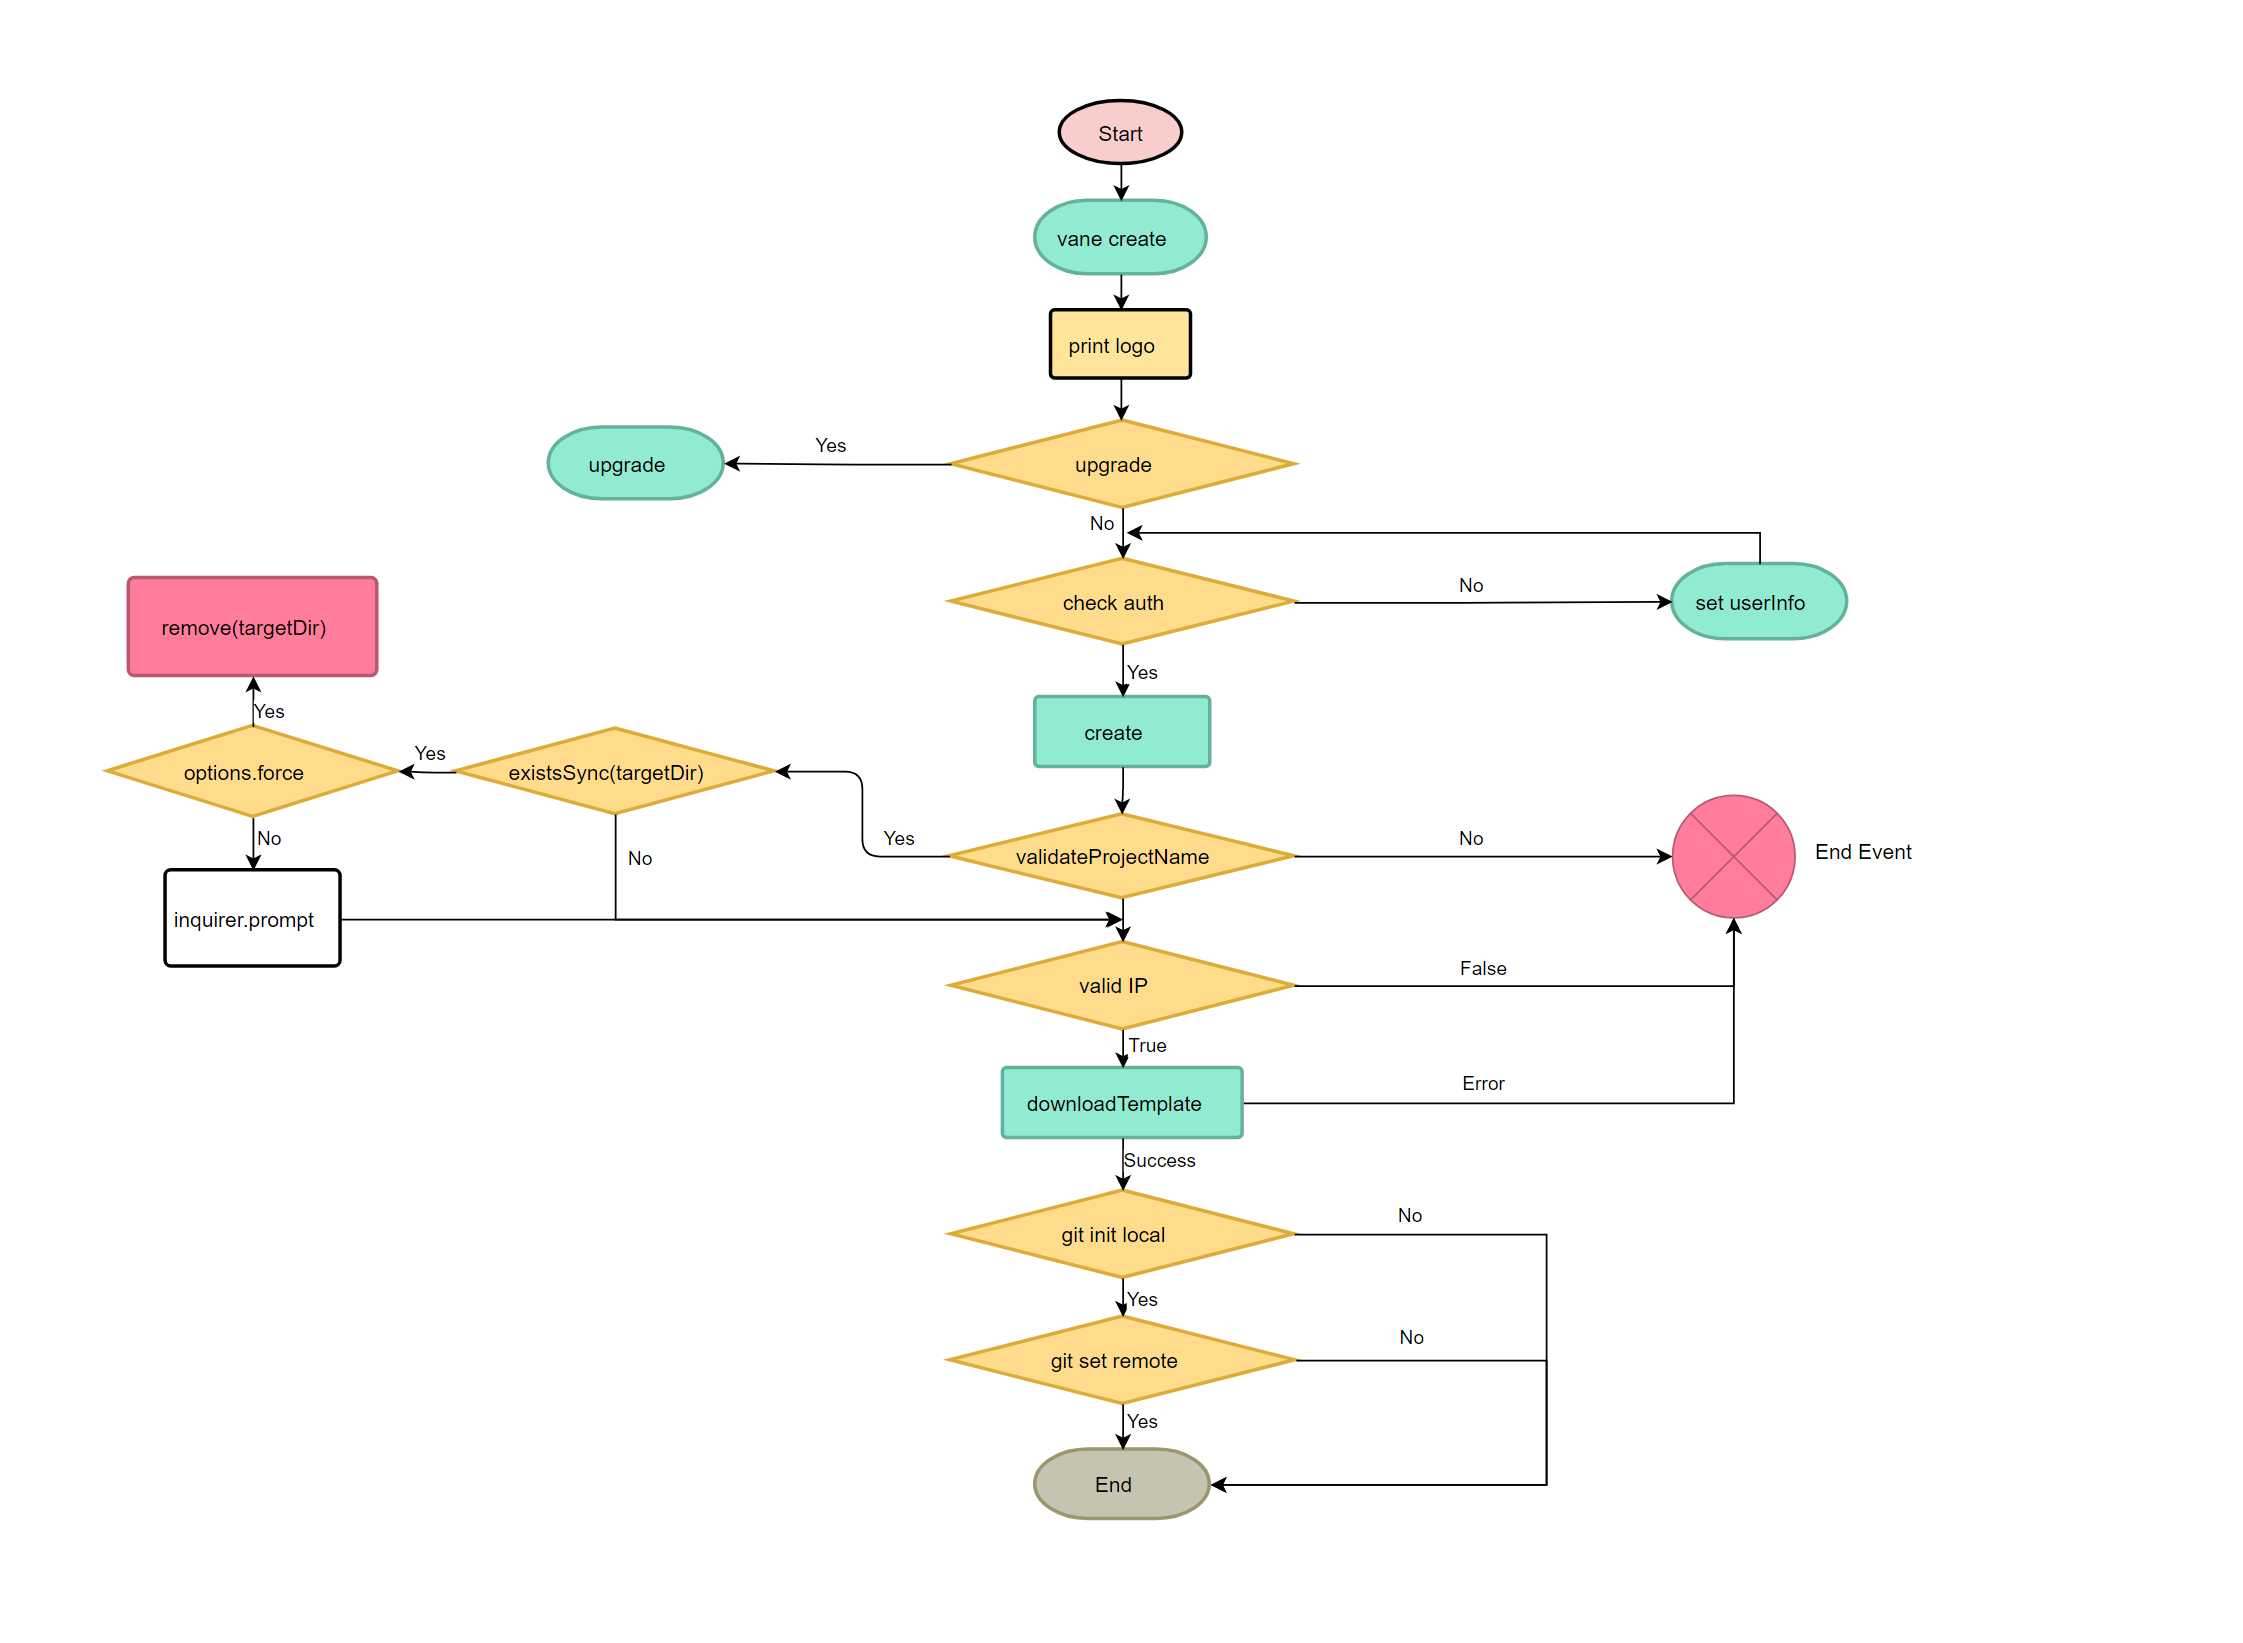 Start
vane create
print logo
Yes
upgrade
upgrade
No
check auth
No
set userInfo
remove(targetDir)
Yes
create
Yes
options.force
Yes
existsSync(targetDir)
No
Yes
validateProjectName
No
End Event
No
inquirer.prompt
valid IP
False
True
downloadTemplate
Error
Success
git init local
No
Yes
git set remote
No
Yes
End